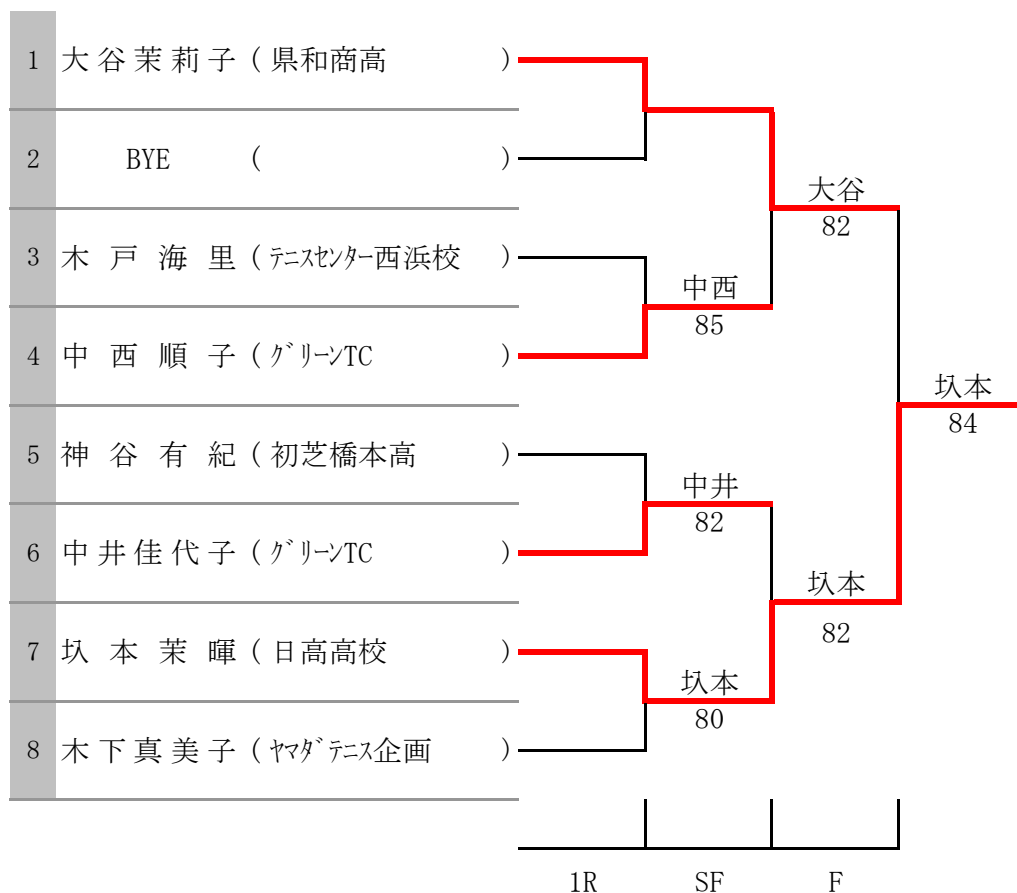 1 大谷茉莉子 ( 県和商高 )
2 BYE ( )
3 木戸海里 ( テニスセンター西浜校 )
4 中西順子 ( グリーンTC )
5 神谷有紀 ( 初芝橋本高 )
6 中井佳代子 ( グリーンTC )
7 圦本茉暉 ( 日高高校 )
8 木下真美子 ( ヤマダテニス企画 )
中西
85
中井
82
圦本
80
大谷
82
圦本
82
圦本
84
1R SF F